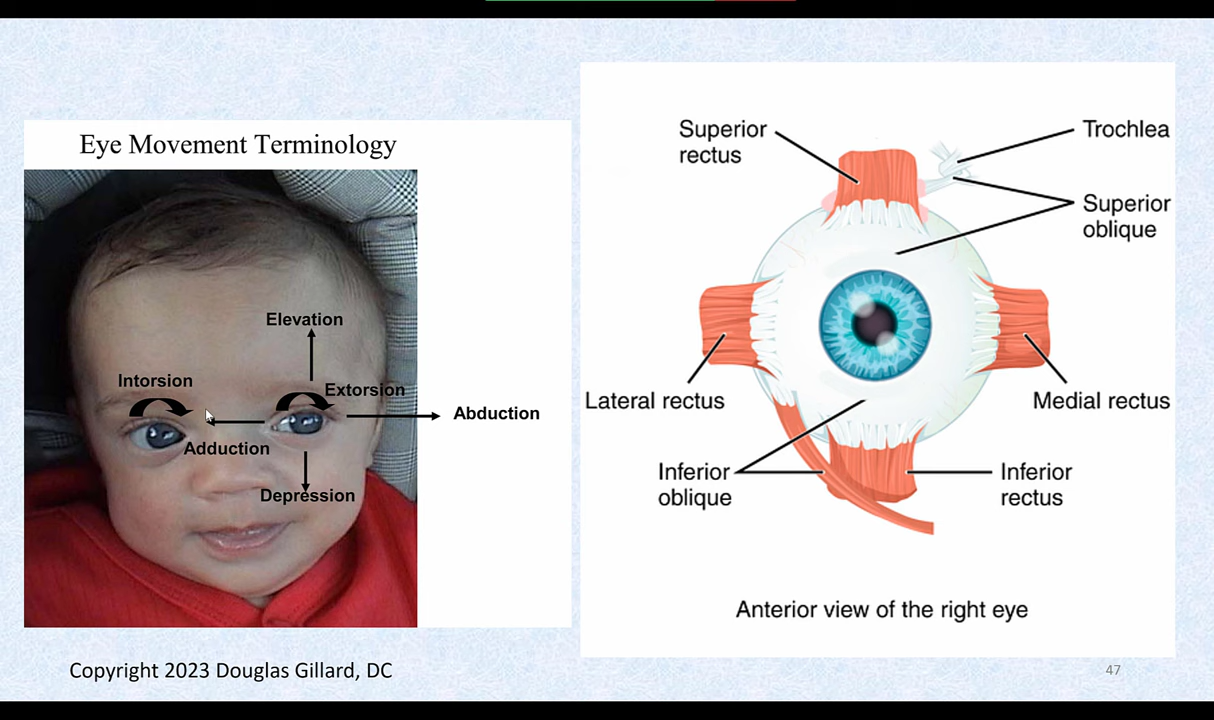 Eye Movement Terminology
Elevation
Intorsion
Extorsion
Abduction
Adduction
Depression
Superior
rectus
Trochlea
Superior
oblique
Lateral rectus
Medial rectus
Inferior
oblique
Inferior
rectus
Anterior view of the right eye
Copyright 2023 Douglas Gillard, DC
47